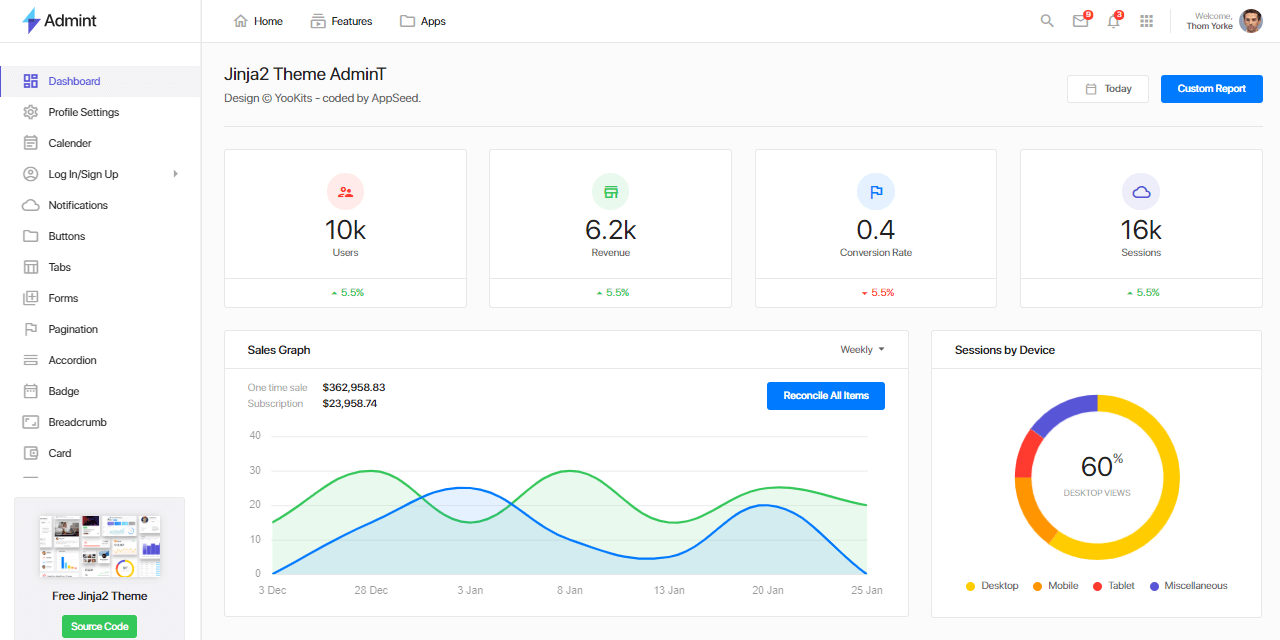 Admint
Home
Features
Apps
9
3
Welcome,
Thom Yorke
Dashboard
Profile Settings
Calender
Log In/Sign Up
Notifications
Buttons
Tabs
Forms
Pagination
Accordion
Badge
Breadcrumb
Card
Free Jinja2 Theme
Source Code
Jinja2 Theme AdminT
Design © YooKits - coded by AppSeed.
Today
Custom Report
10k
Users
5.5%
6.2k
Revenue
5.5%
0.4
Conversion Rate
5.5%
16k
Sessions
5.5%
Sales Graph
Weekly
One time sale $362,958.83
Subscription $23,958.74
Reconcile All Items
40
30
20
10
0
3 Dec 28 Dec 3 Jan 8 Jan 13 Jan 20 Jan 25 Jan
Sessions by Device
60%
DESKTOP VIEWS
Desktop Mobile Tablet Miscellaneous